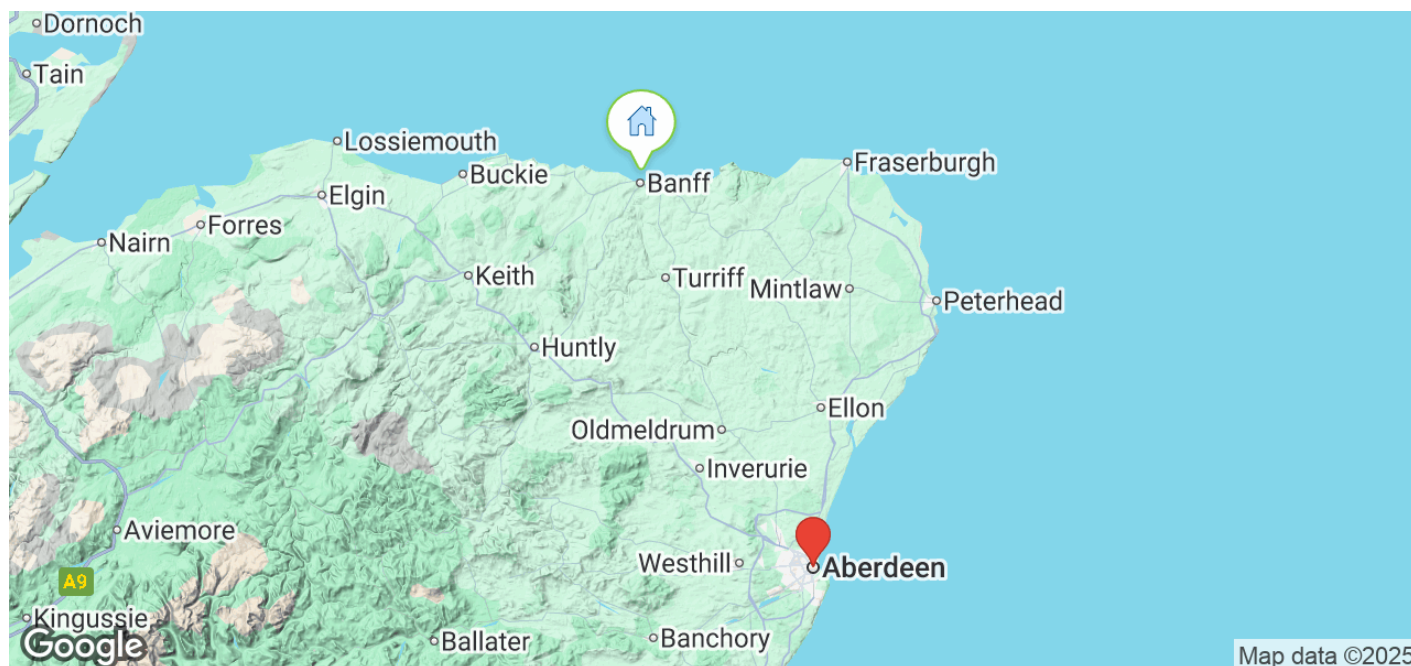 Dornoch
Tain
Lossiemouth
Buckie
Banff
Fraserburgh
Elgin
Forres
Nairn
Keith
Turriff
Mintlaw
Peterhead
Huntly
Ellon
Oldmeldrum
Inverurie
Aviemore
Westhill
Aberdeen
A9
Kingussie
Google
Ballater
Banchory
Map data ©2025